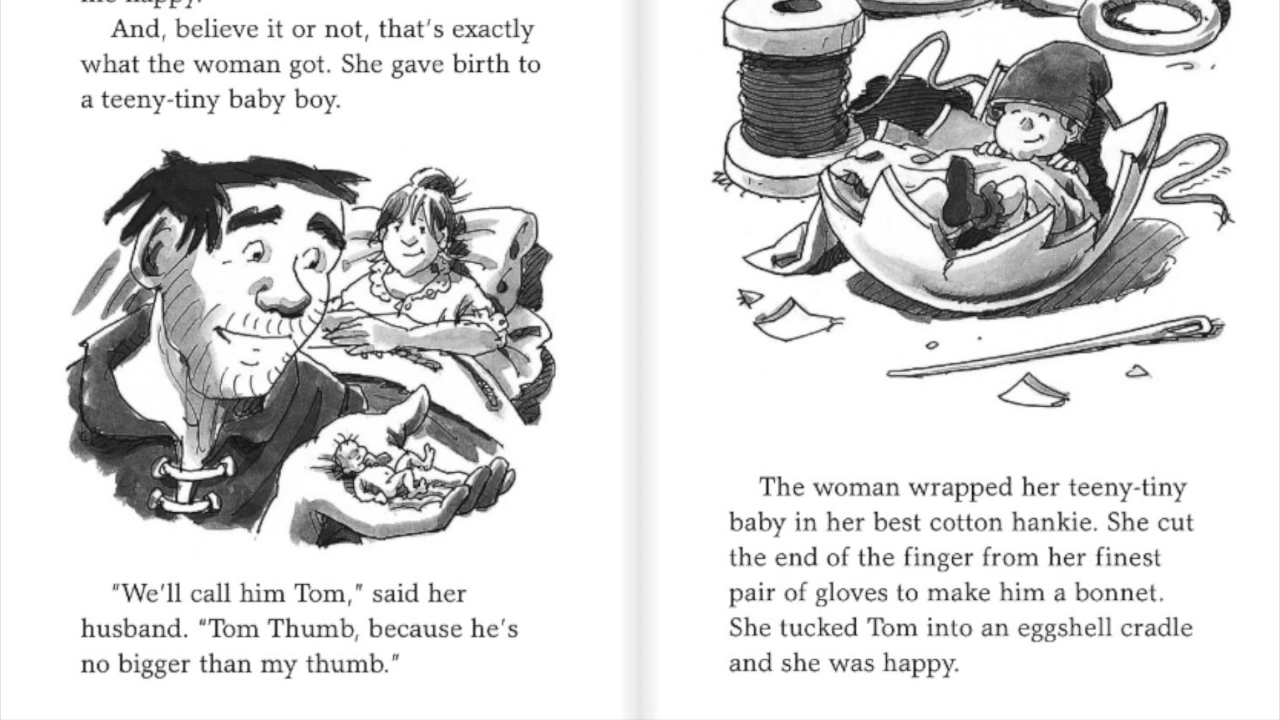 me happy.
And, believe it or not, that's exactly
what the woman got. She gave birth to
a teeny-tiny baby boy.
"We'll call him Tom," said her
husband. "Tom Thumb, because he's
no bigger than my thumb."
The woman wrapped her teeny-tiny
baby in her best cotton hankie. She cut
the end of the finger from her finest
pair of gloves to make him a bonnet.
She tucked Tom into an eggshell cradle
and she was happy.